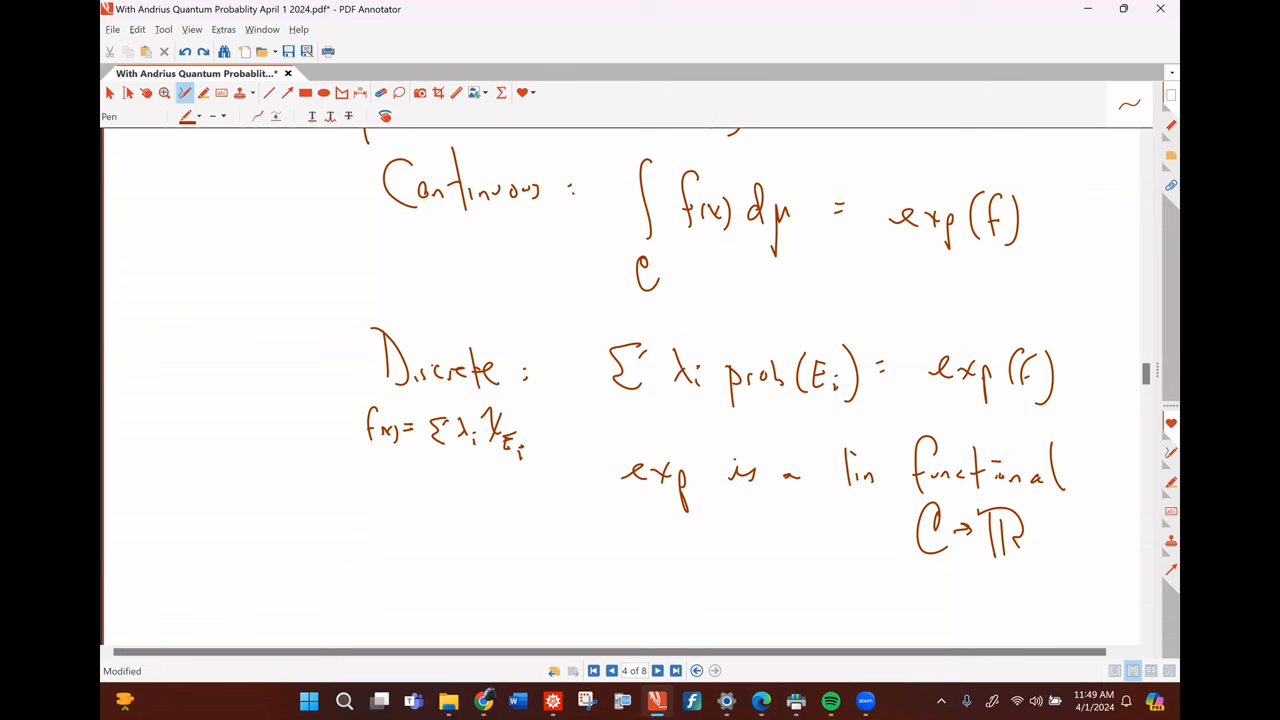 With Andrius Quantum Probablity April 1 2024.pdf* - PDF Annotator
File Edit Tool View Extras Window Help
With Andrius Quantum Probablit...*
Pen
Continuous : ∫_C f(x) dμ = exp(f)
Discrete : Σ λi prob(Ei) = exp(f)
f(x) = Σ λi χEi
exp is a lin functional
C → ℝ
4 of 8
Modified
11:49 AM
4/1/2024